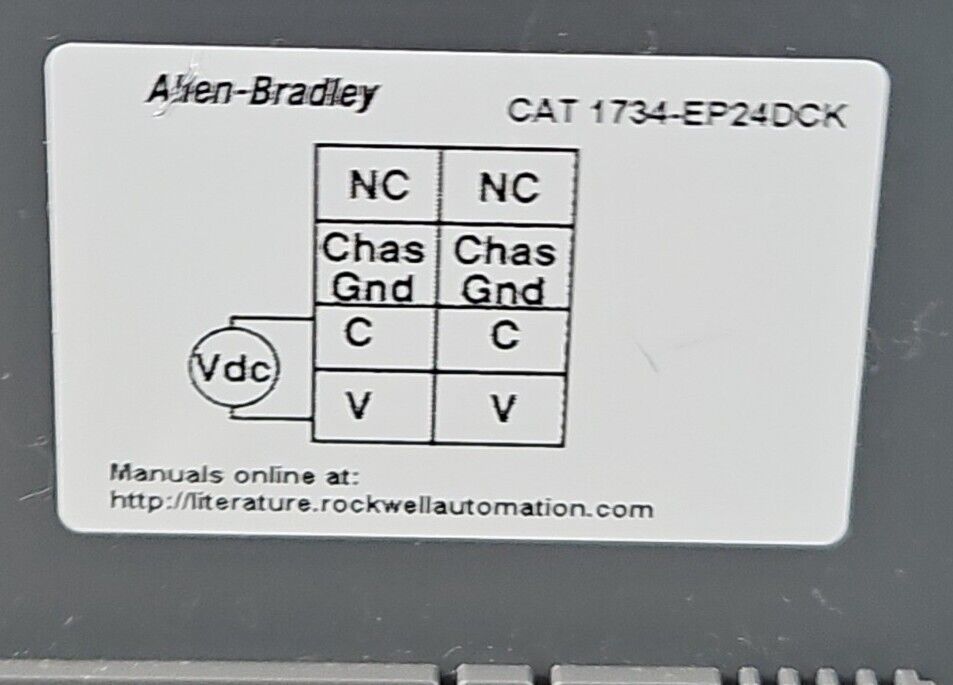 Allen-Bradley
CAT 1734-EP24DCK
NC NC
Chas Chas
Gnd Gnd
C C
Vdc
V V
Manuals online at:
http://literature.rockwellautomation.com